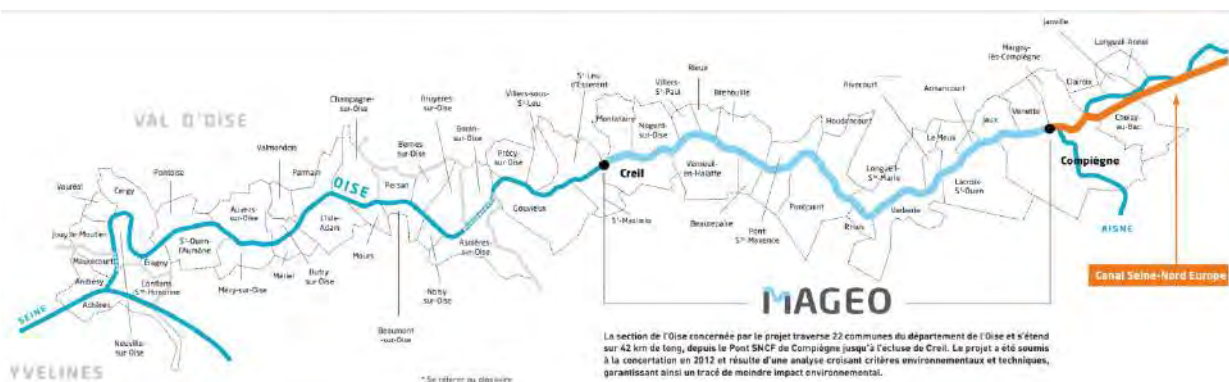 Janville
Longueil-Annel
Margny-
lès-Compiègne
Clairoix
Choisy-
au-Bac
Rieux
Villers-
St-Paul
Brenouille
Rivecourt
Armancourt
Venette
Jaux
Le Meux
Houdancourt
St-Leu
d'Esserent
Montataire
Nogent-
sur-Oise
Villers-sous-
St-Leu
Champagne-
sur-Oise
Bruyères-
sur-Oise
Boran-
sur-Oise
Bernes
-sur-Oise
Précy-
sur-Oise
VAL D'OISE
Valmondois
Parmain
OISE
Persan
Creil
Verneuil-
en-Halatte
Longueil-
Ste-Marie
Lacroix-
St-Ouen
Compiègne
Vauréal
Cergy
Pontoise
Auvers-
sur-Oise
L'Isle-
Adam
Gouvieux
St-Maximin
Beaurepaire
Pont
Ste-Maxence
Pontpoint
Rhuis
Verberie
AISNE
Jouy-le-Moutier
Maurecourt
St-Ouen-
l'Aumône
Eragny
Mours
Asnières-
sur-Oise
Andrésy
Conflans
Ste-Honorine
Méry-sur-Oise
Mériel
Butry
-sur-Oise
Noisy
-sur-Oise
Achères
SEINE
Neuville-
sur Oise
Beaumont
-sur-Oise
Canal Seine-Nord Europe
MAGEO
La section de l'Oise concernée par le projet traverse 22 communes du département de l'Oise et s'étend
sur 42 km de long, depuis le Pont SNCF de Compiègne jusqu'à l'écluse de Creil. Le projet a été soumis
à la concertation en 2012 et résulte d'une analyse croisant critères environnementaux et techniques,
garantissant ainsi un tracé de moindre impact environnemental.
YVELINES
* Se référer au glossaire